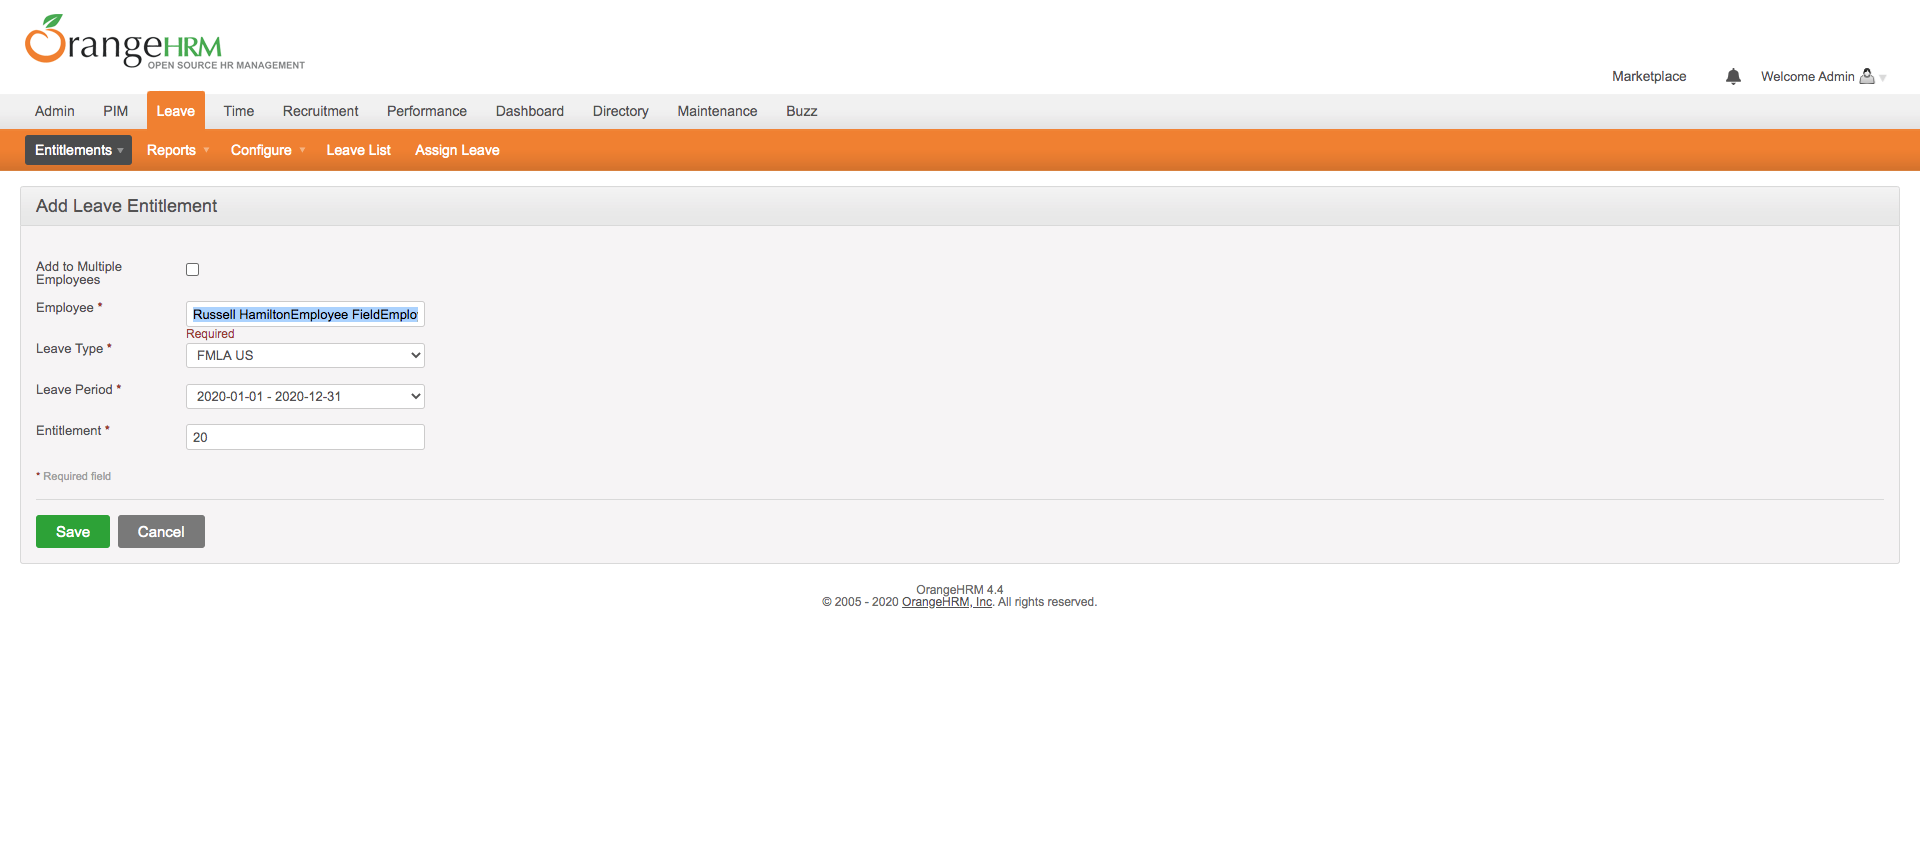 OrangeHRM
OPEN SOURCE HR MANAGEMENT
Marketplace
Welcome Admin
Admin PIM Leave Time Recruitment Performance Dashboard Directory Maintenance Buzz
Entitlements Reports Configure Leave List Assign Leave
Add Leave Entitlement
Add to Multiple
Employees
Employee *
Russell HamiltonEmployee FieldEmplo
Required
Leave Type *
FMLA US
Leave Period *
2020-01-01 - 2020-12-31
Entitlement *
20
* Required field
Save Cancel
OrangeHRM 4.4
© 2005 - 2020 OrangeHRM, Inc. All rights reserved.